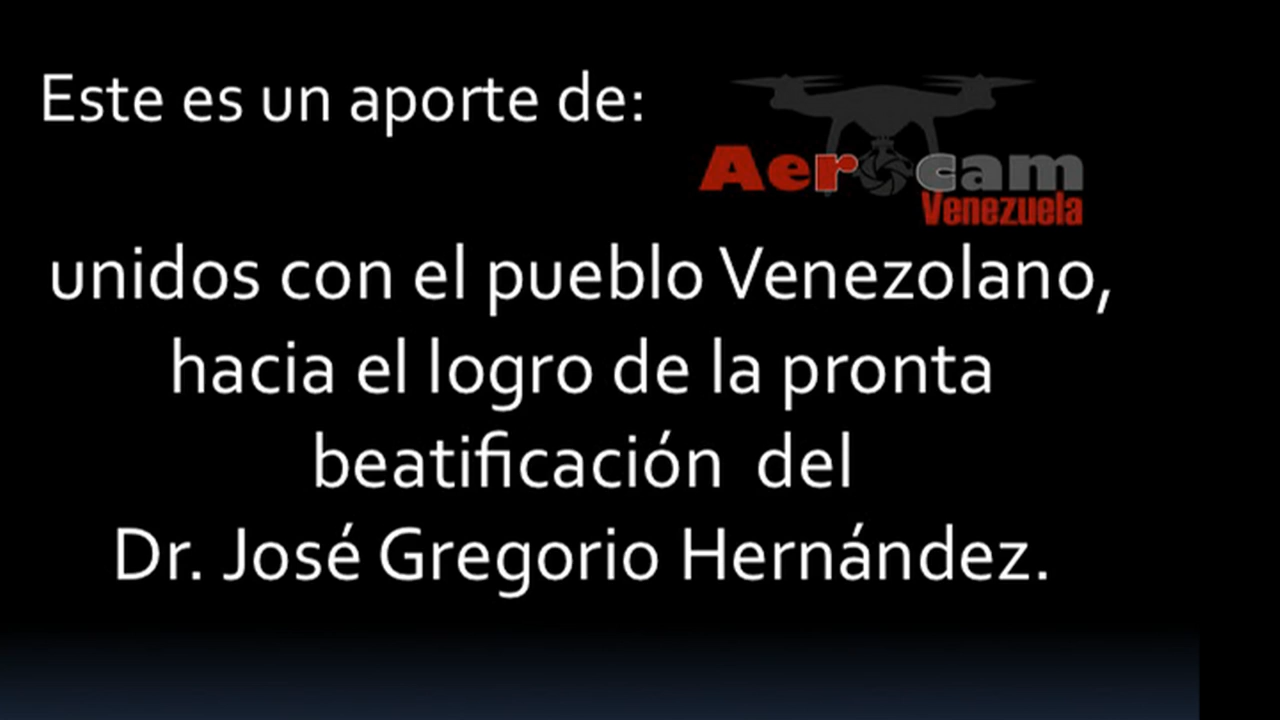 Este es un aporte de:
Aerocam
Venezuela
unidos con el pueblo Venezolano,
hacia el logro de la pronta
beatificación del
Dr. José Gregorio Hernández.